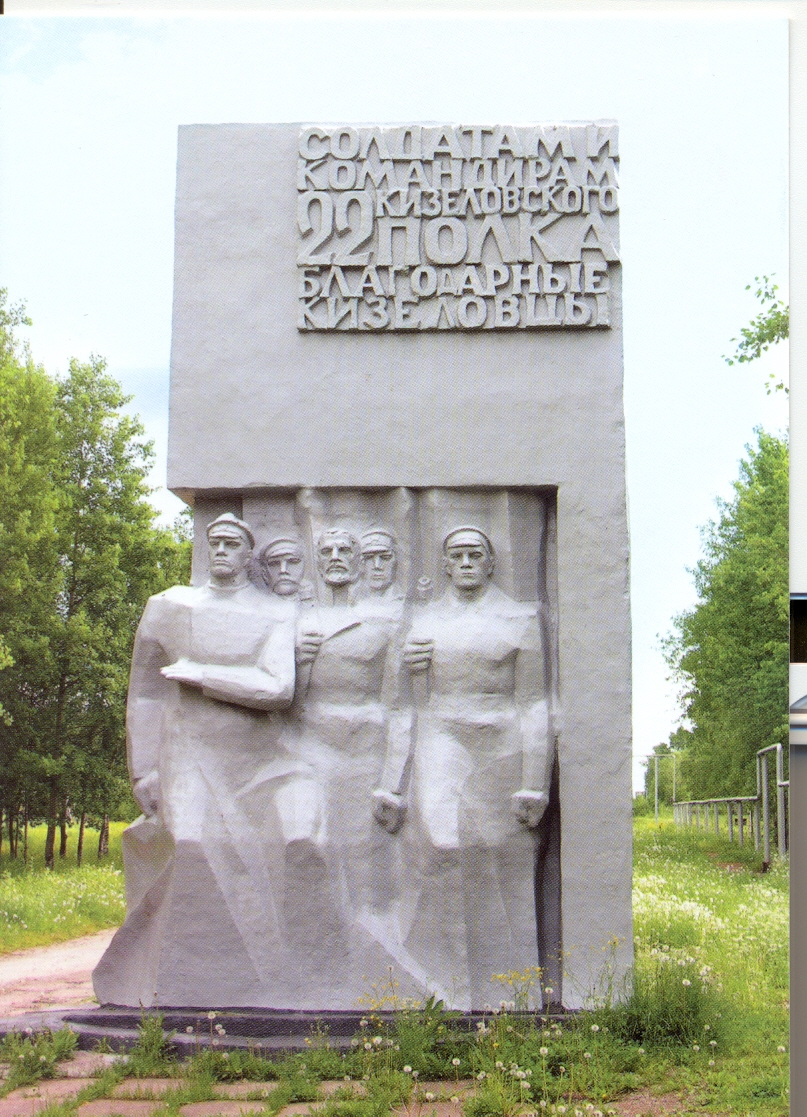 СОЛДАТАМ И
КОМАНДИРАМ
КИЗЕЛОВСКОГО
22 ПОЛКА
БЛАГОДАРНЫЕ
КИЗЕЛОВЦЫ